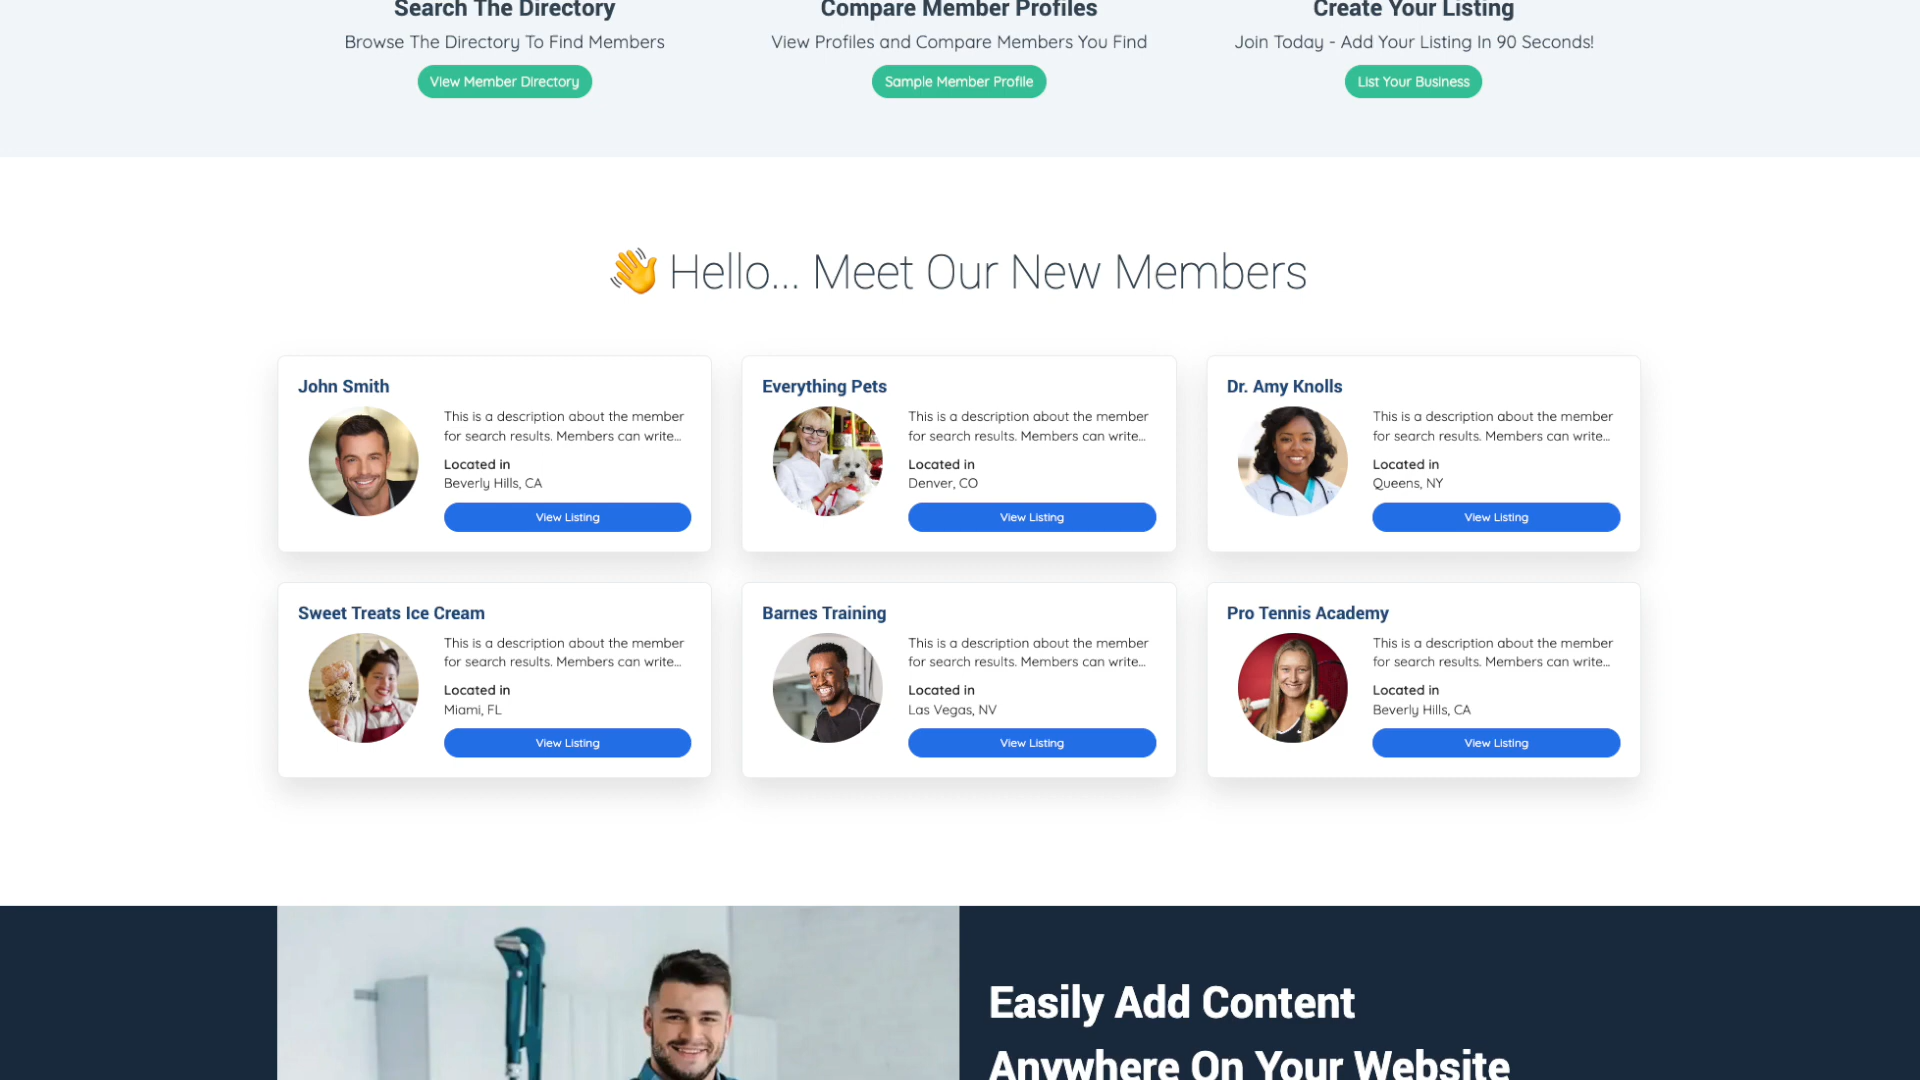 Search The Directory
Browse The Directory To Find Members
View Member Directory
Compare Member Profiles
View Profiles and Compare Members You Find
Sample Member Profile
Create Your Listing
Join Today - Add Your Listing In 90 Seconds!
List Your Business
👋 Hello... Meet Our New Members
John Smith
This is a description about the member
for search results. Members can write...
Located in
Beverly Hills, CA
View Listing
Everything Pets
This is a description about the member
for search results. Members can write...
Located in
Denver, CO
View Listing
Dr. Amy Knolls
This is a description about the member
for search results. Members can write...
Located in
Queens, NY
View Listing
Sweet Treats Ice Cream
This is a description about the member
for search results. Members can write...
Located in
Miami, FL
View Listing
Barnes Training
This is a description about the member
for search results. Members can write...
Located in
Las Vegas, NV
View Listing
Pro Tennis Academy
This is a description about the member
for search results. Members can write...
Located in
Beverly Hills, CA
View Listing
Easily Add Content
Anywhere On Your Website